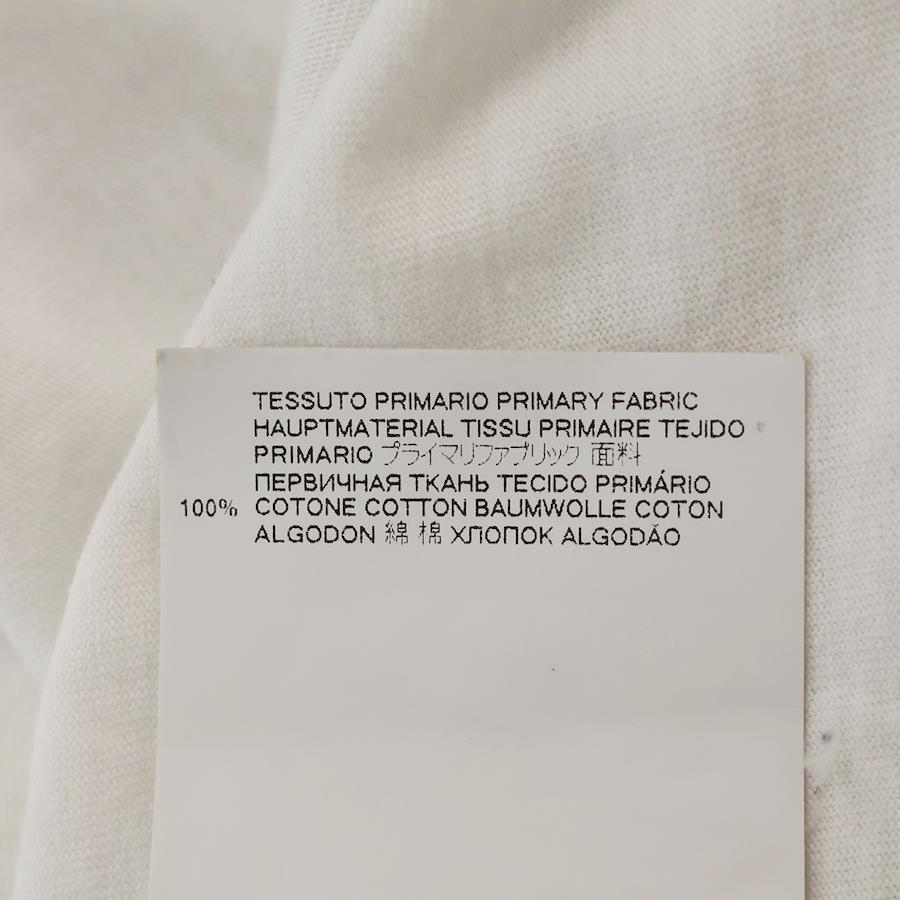 TESSUTO PRIMARIO PRIMARY FABRIC
HAUPTMATERIAL TISSU PRIMAIRE TEJIDO
PRIMARIO プライマリファブリック 面料
ПЕРВИЧНАЯ ТКАНЬ TECIDO PRIMÁRIO
100% COTONE COTTON BAUMWOLLE COTON
ALGODON 綿 棉 ХЛОПОК ALGODÃO